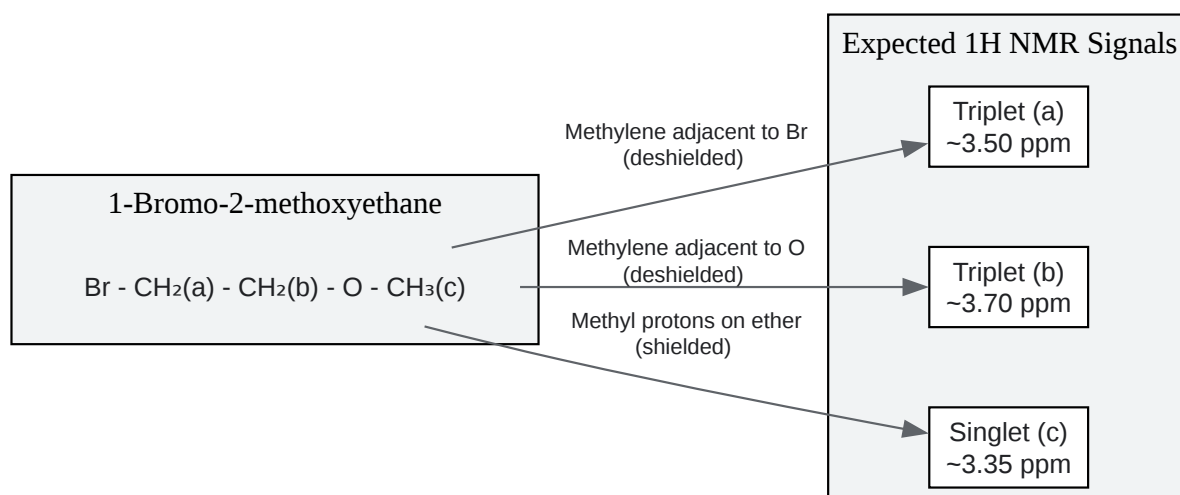 Expected 1H NMR Signals
Triplet (a)
~3.50 ppm
Methylene adjacent to Br
(deshielded)
1-Bromo-2-methoxyethane
Br - CH₂(a) - CH₂(b) - O - CH₃(c)
Methylene adjacent to O
(deshielded)
Triplet (b)
~3.70 ppm
Methyl protons on ether
(shielded)
Singlet (c)
~3.35 ppm